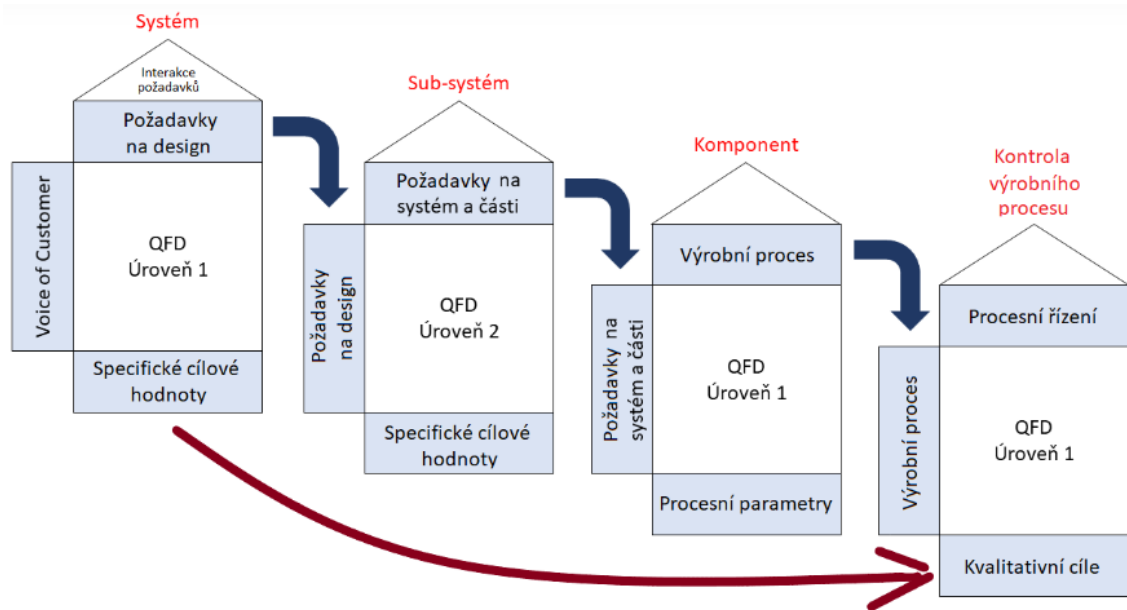 Systém
Interakce
požadavků
Požadavky
na design
Voice of Customer
QFD
Úroveň 1
Specifické cílové
hodnoty
Sub-systém
Požadavky na
systém a části
Požadavky
na design
QFD
Úroveň 2
Specifické cílové
hodnoty
Komponent
Výrobní proces
Požadavky na
systém a části
QFD
Úroveň 1
Procesní parametry
Kontrola
výrobního
procesu
Procesní řízení
Výrobní proces
QFD
Úroveň 1
Kvalitativní cíle